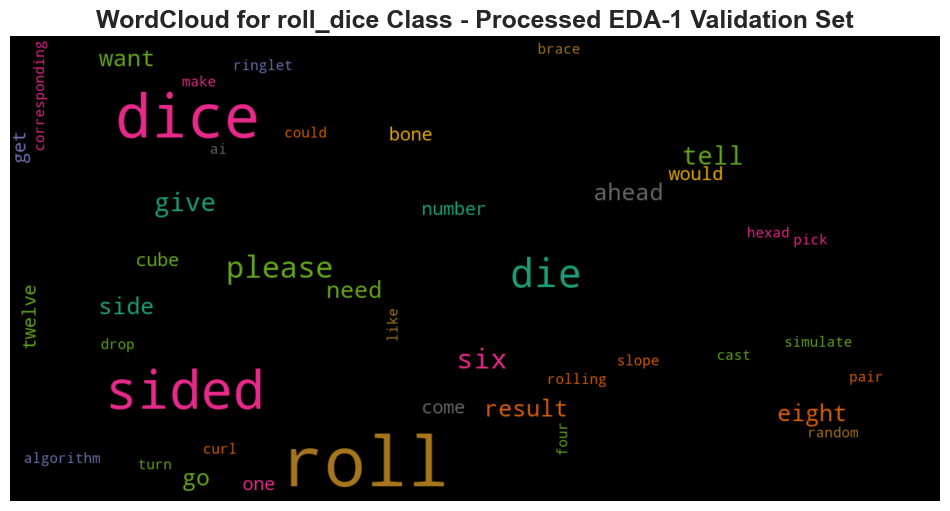 WordCloud for roll_dice Class - Processed EDA-1 Validation Set
corresponding
brace
want
ringlet
make
dice
could
bone
get
ai
tell
would
ahead
give
number
hexad
pick
cube
please
die
need
side
twelve
like
drop
simulate
cast
six
slope
rolling
pair
sided
come
result
eight
four
random
roll
curl
algorithm
turn
go
one